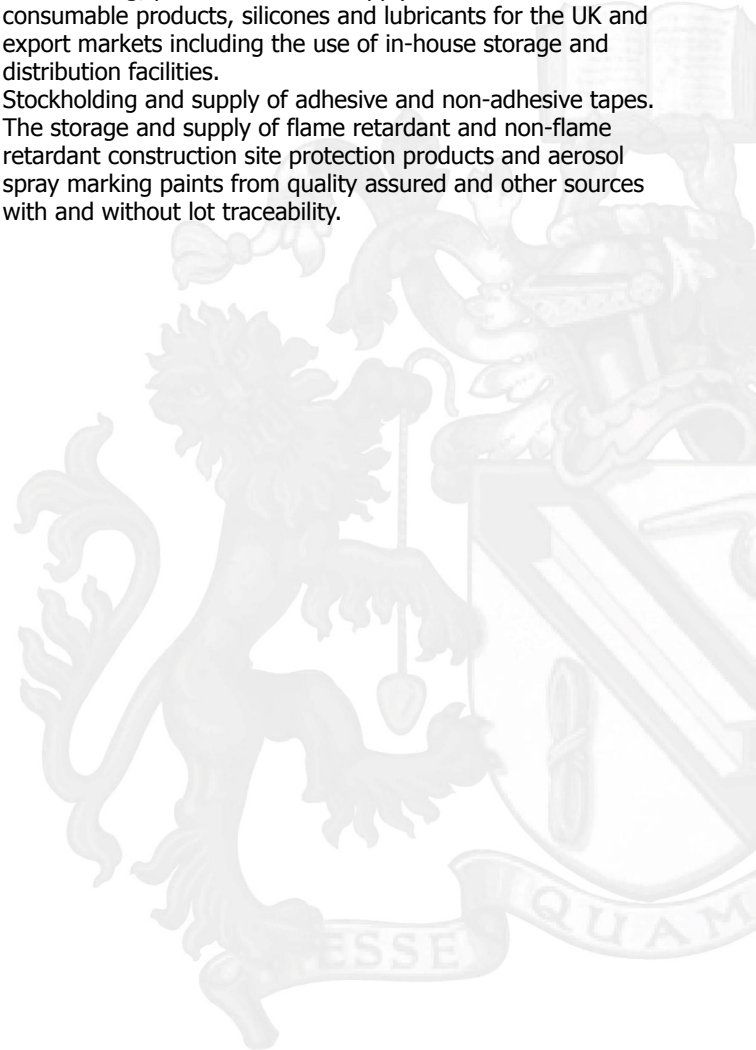 consumable products, silicones and lubricants for the UK and
export markets including the use of in-house storage and
distribution facilities.
Stockholding and supply of adhesive and non-adhesive tapes.
The storage and supply of flame retardant and non-flame
retardant construction site protection products and aerosol
spray marking paints from quality assured and other sources
with and without lot traceability.
ESSE
QUAM